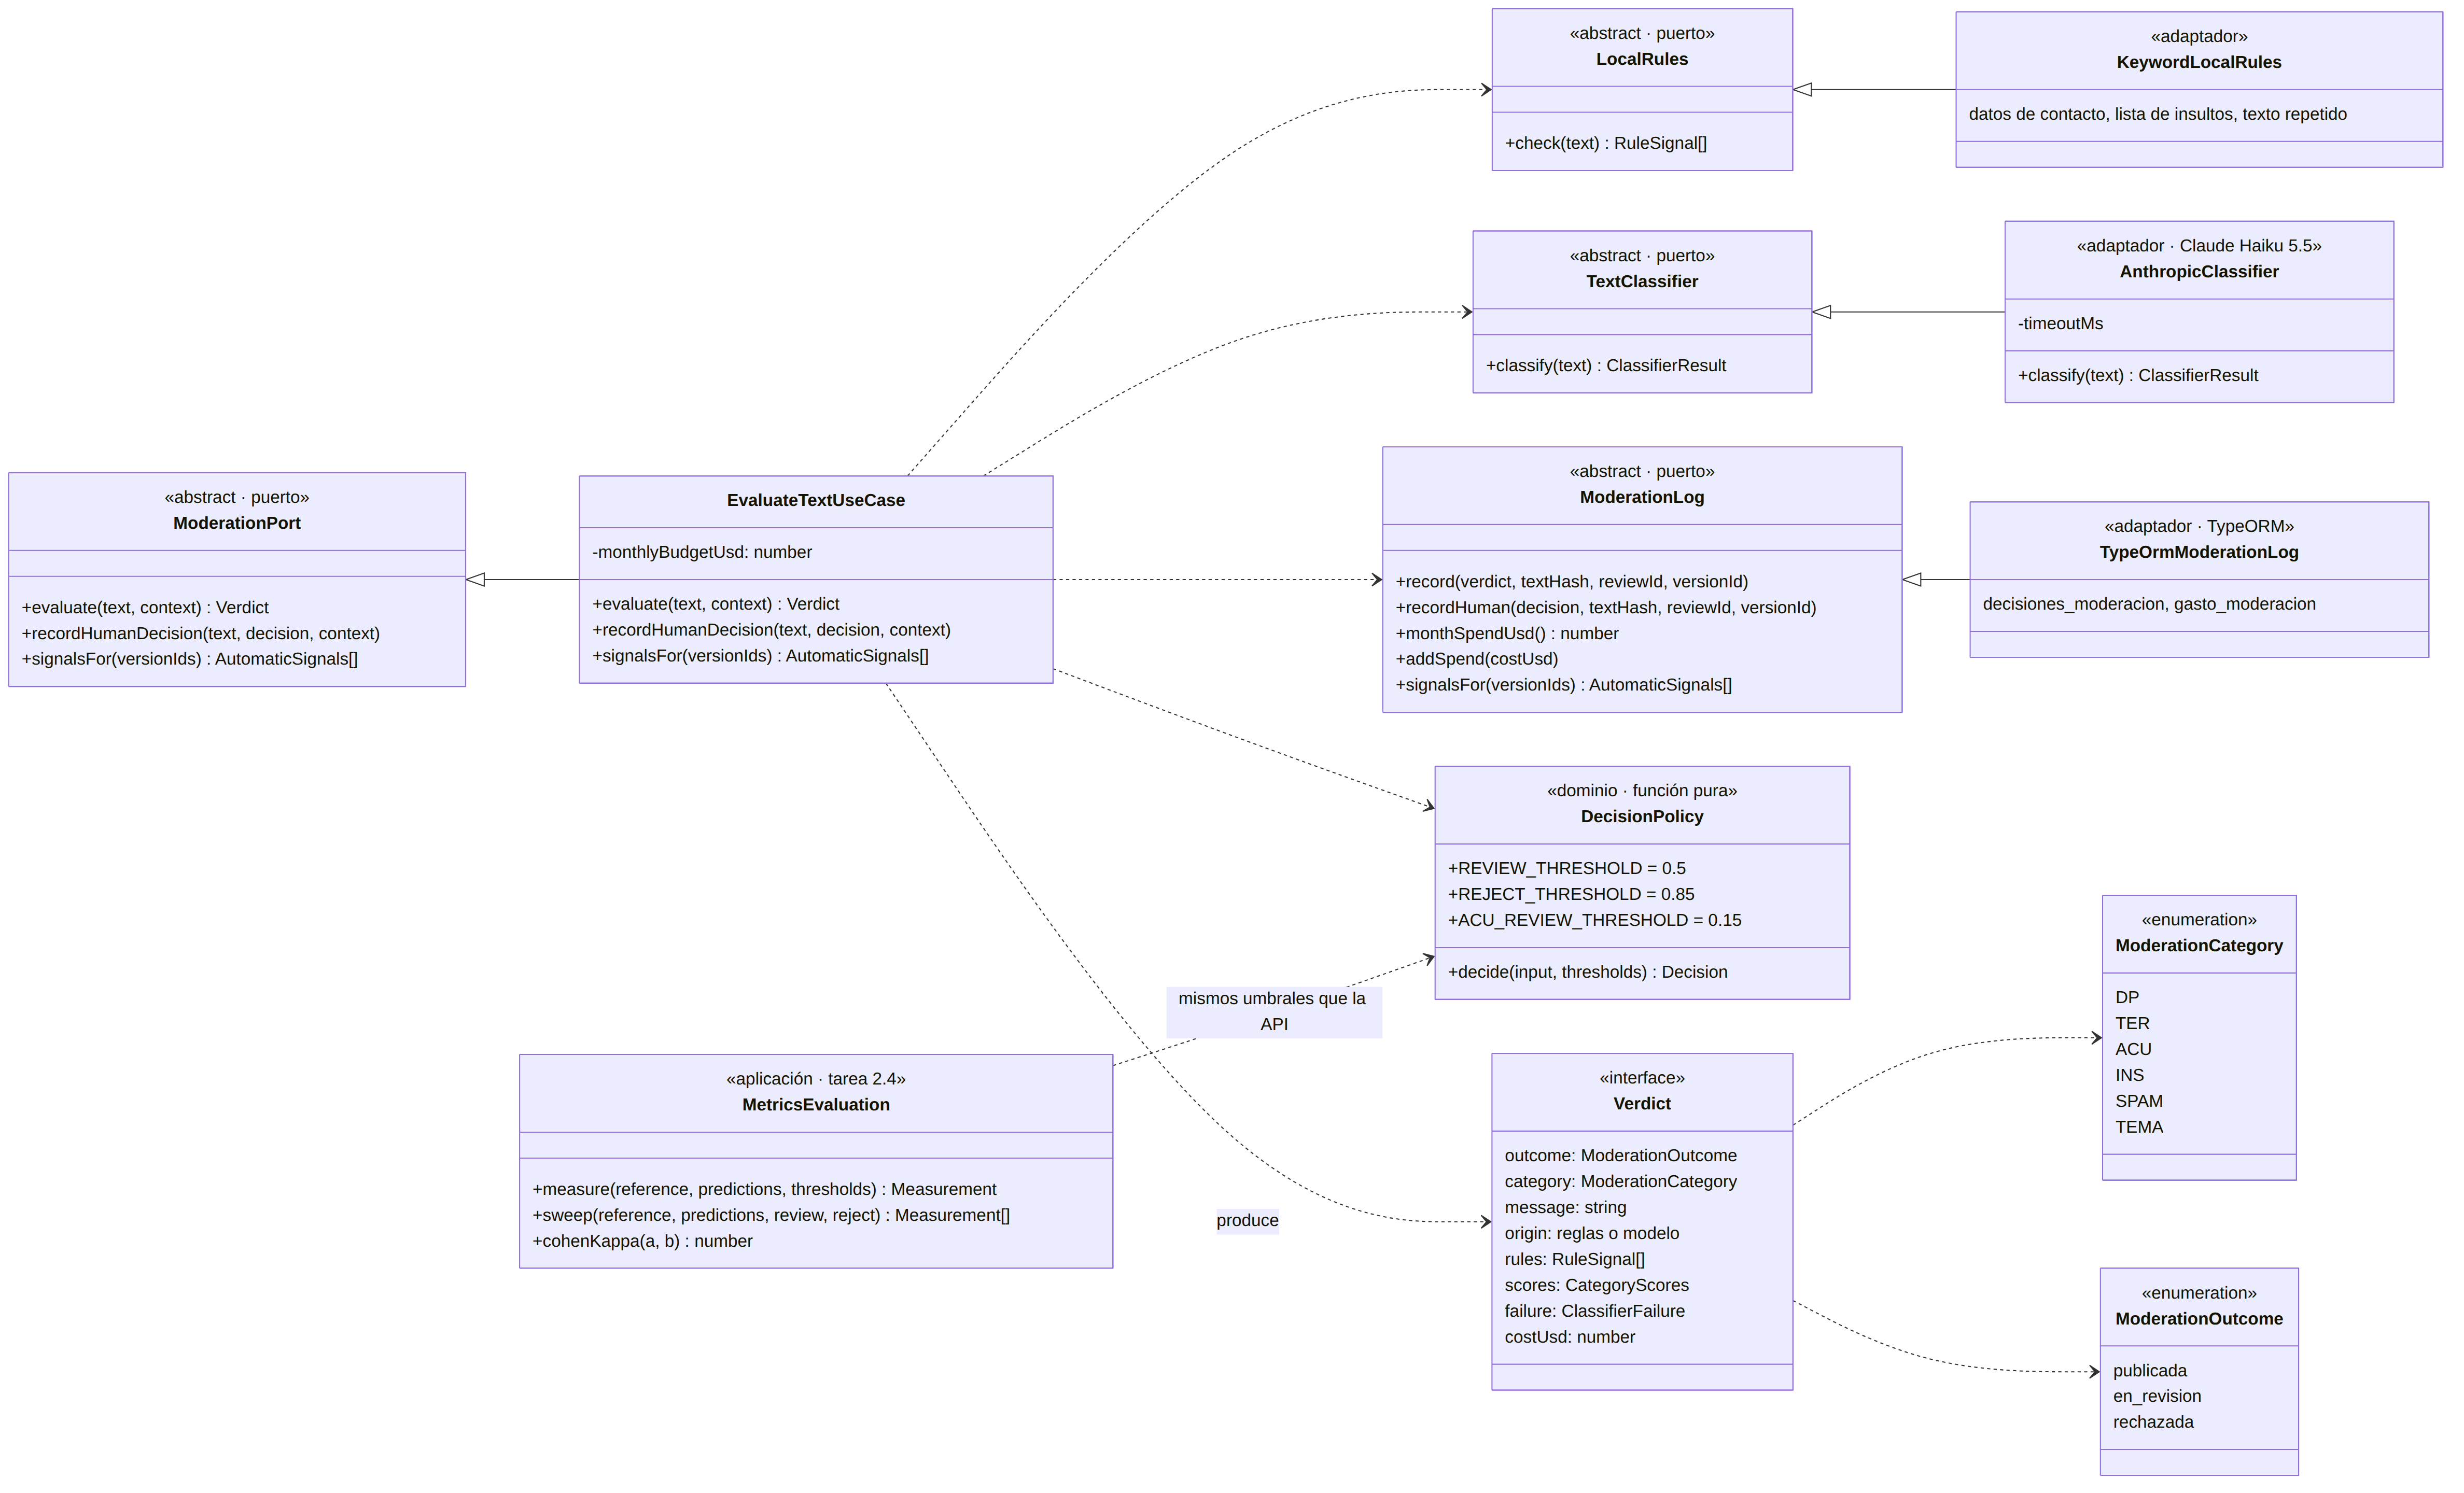 «abstract · puerto»
LocalRules
+check(text) : RuleSignal[]
«adaptador»
KeywordLocalRules
datos de contacto, lista de insultos, texto repetido
«abstract · puerto»
TextClassifier
+classify(text) : ClassifierResult
«adaptador · Claude Haiku 5.5»
AnthropicClassifier
-timeoutMs
+classify(text) : ClassifierResult
«abstract · puerto»
ModerationPort
+evaluate(text, context) : Verdict
+recordHumanDecision(text, decision, context)
+signalsFor(versionIds) : AutomaticSignals[]
EvaluateTextUseCase
-monthlyBudgetUsd: number
+evaluate(text, context) : Verdict
+recordHumanDecision(text, decision, context)
+signalsFor(versionIds) : AutomaticSignals[]
«abstract · puerto»
ModerationLog
+record(verdict, textHash, reviewId, versionId)
+recordHuman(decision, textHash, reviewId, versionId)
+monthSpendUsd() : number
+addSpend(costUsd)
+signalsFor(versionIds) : AutomaticSignals[]
«adaptador · TypeORM»
TypeOrmModerationLog
decisiones_moderacion, gasto_moderacion
«dominio · función pura»
DecisionPolicy
+REVIEW_THRESHOLD = 0.5
+REJECT_THRESHOLD = 0.85
+ACU_REVIEW_THRESHOLD = 0.15
+decide(input, thresholds) : Decision
mismos umbrales que la
API
«aplicación · tarea 2.4»
MetricsEvaluation
+measure(reference, predictions, thresholds) : Measurement
+sweep(reference, predictions, review, reject) : Measurement[]
+cohenKappa(a, b) : number
produce
«interface»
Verdict
outcome: ModerationOutcome
category: ModerationCategory
message: string
origin: reglas o modelo
rules: RuleSignal[]
scores: CategoryScores
failure: ClassifierFailure
costUsd: number
«enumeration»
ModerationCategory
DP
TER
ACU
INS
SPAM
TEMA
«enumeration»
ModerationOutcome
publicada
en_revision
rechazada